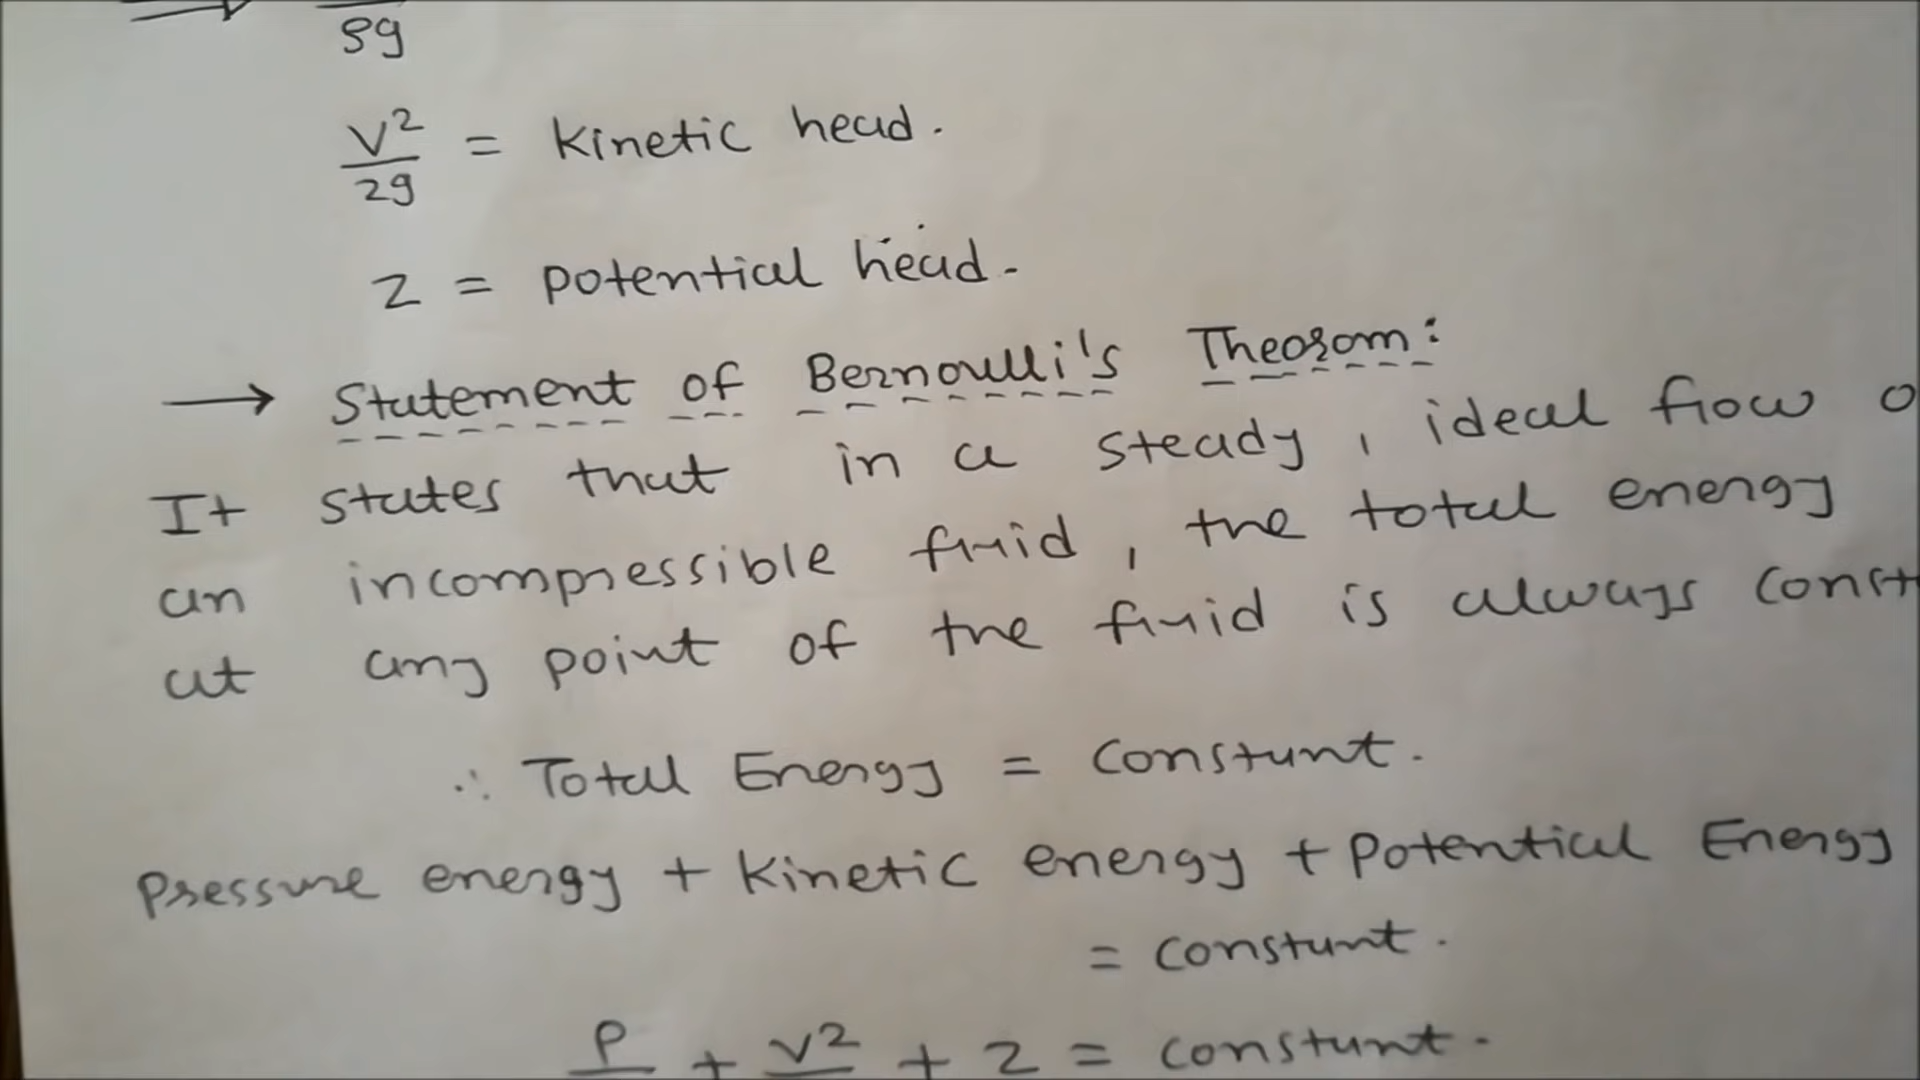 → ρg
V²/2g = Kinetic head.
Z = Potential head.
→ Statement of Bernoulli's Theorom:
It states that in a steady, ideal flow o
an incompressible fluid, the total energy
at any point of the fluid is always const
∴ Total Energy = Constant.
Pressure energy + Kinetic energy + Potential Energy
= Constant.
P + V² + Z = Constant.